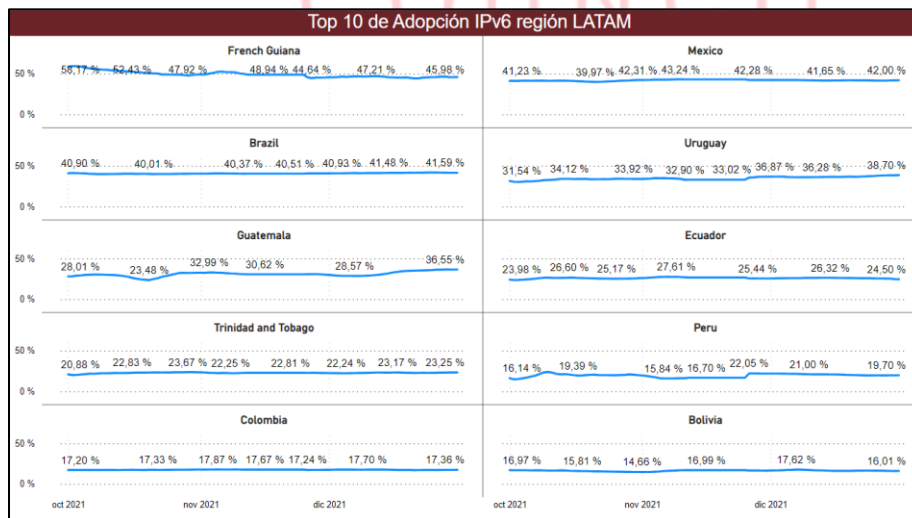 Top 10 de Adopción IPv6 región LATAM
French Guiana
50 %
58,17 % 52,43 % 47,92 % 48,94 % 44,64 % 47,21 % 45,98 %
0 %
Mexico
41,23 % 39,97 % 42,31 % 43,24 % 42,28 % 41,65 % 42,00 %
Brazil
50 %
40,90 % 40,01 % 40,37 % 40,51 % 40,93 % 41,48 % 41,59 %
0 %
Uruguay
31,54 % 34,12 % 33,92 % 32,90 % 33,02 % 36,87 % 36,28 % 38,70 %
Guatemala
50 %
28,01 % 23,48 % 32,99 % 30,62 % 28,57 % 36,55 %
0 %
Ecuador
23,98 % 26,60 % 25,17 % 27,61 % 25,44 % 26,32 % 24,50 %
Trinidad and Tobago
50 %
20,88 % 22,83 % 23,67 % 22,25 % 22,81 % 22,24 % 23,17 % 23,25 %
0 %
Peru
16,14 % 19,39 % 15,84 % 16,70 % 22,05 % 21,00 % 19,70 %
Colombia
50 %
17,20 % 17,33 % 17,87 % 17,67 % 17,24 % 17,70 % 17,36 %
0 %
Bolivia
16,97 % 15,81 % 14,66 % 16,99 % 17,62 % 16,01 %
oct 2021 nov 2021 dic 2021
oct 2021 nov 2021 dic 2021